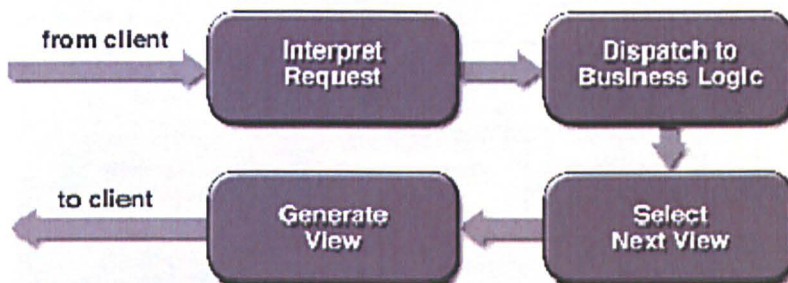 from client
Interpret
Request
Dispatch to
Business Logic
to client
Generate
View
Select
Next View